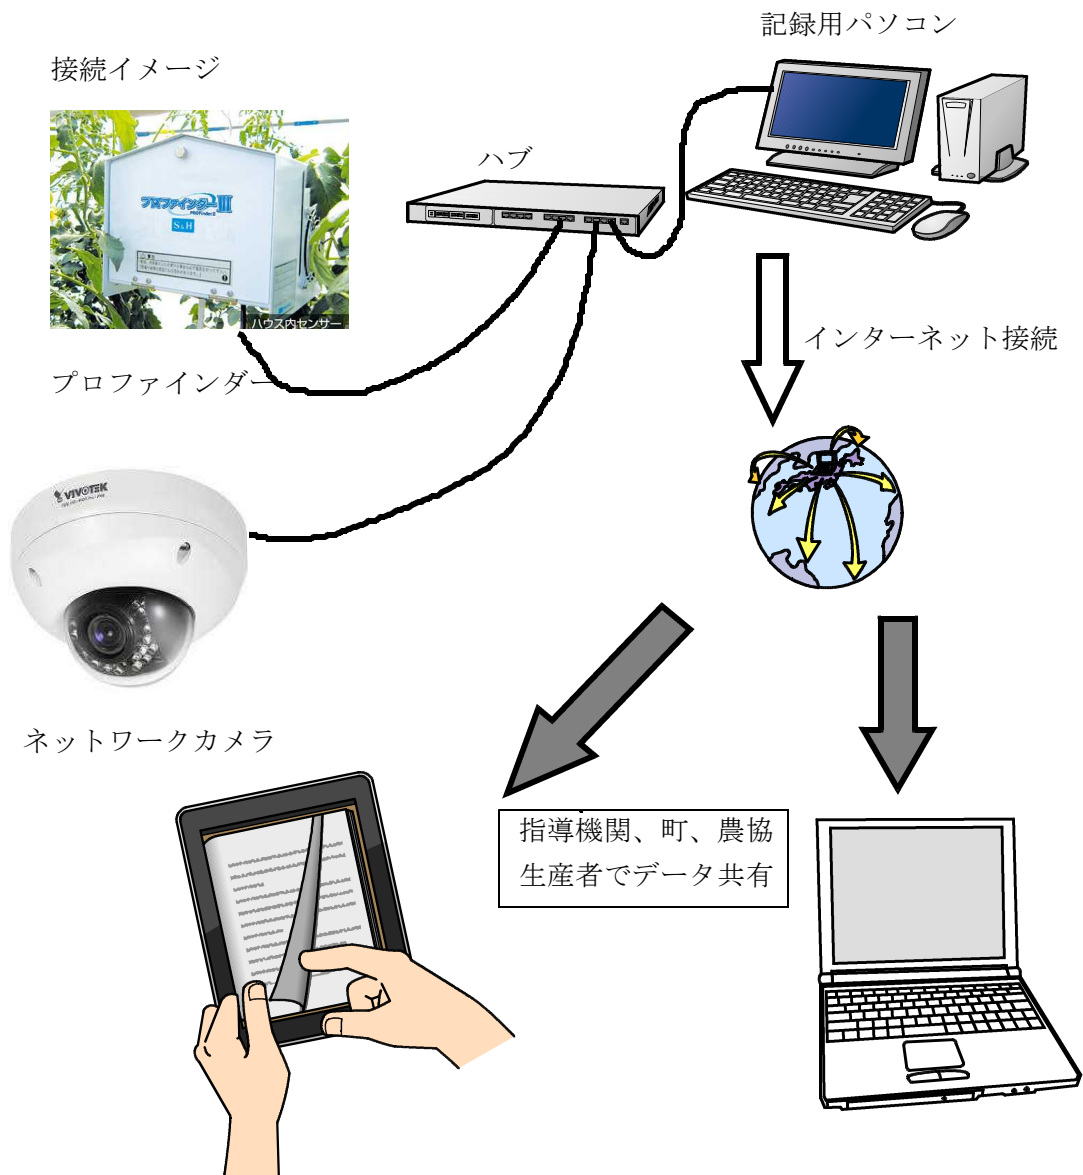 記録用パソコン
接続イメージ
ハブ
プロファインダーIII
PROFinder III
S&H
ハウス内センサー
インターネット接続
プロファインダー
VIVOTEK
ネットワークカメラ
指導機関、町、農協
生産者でデータ共有